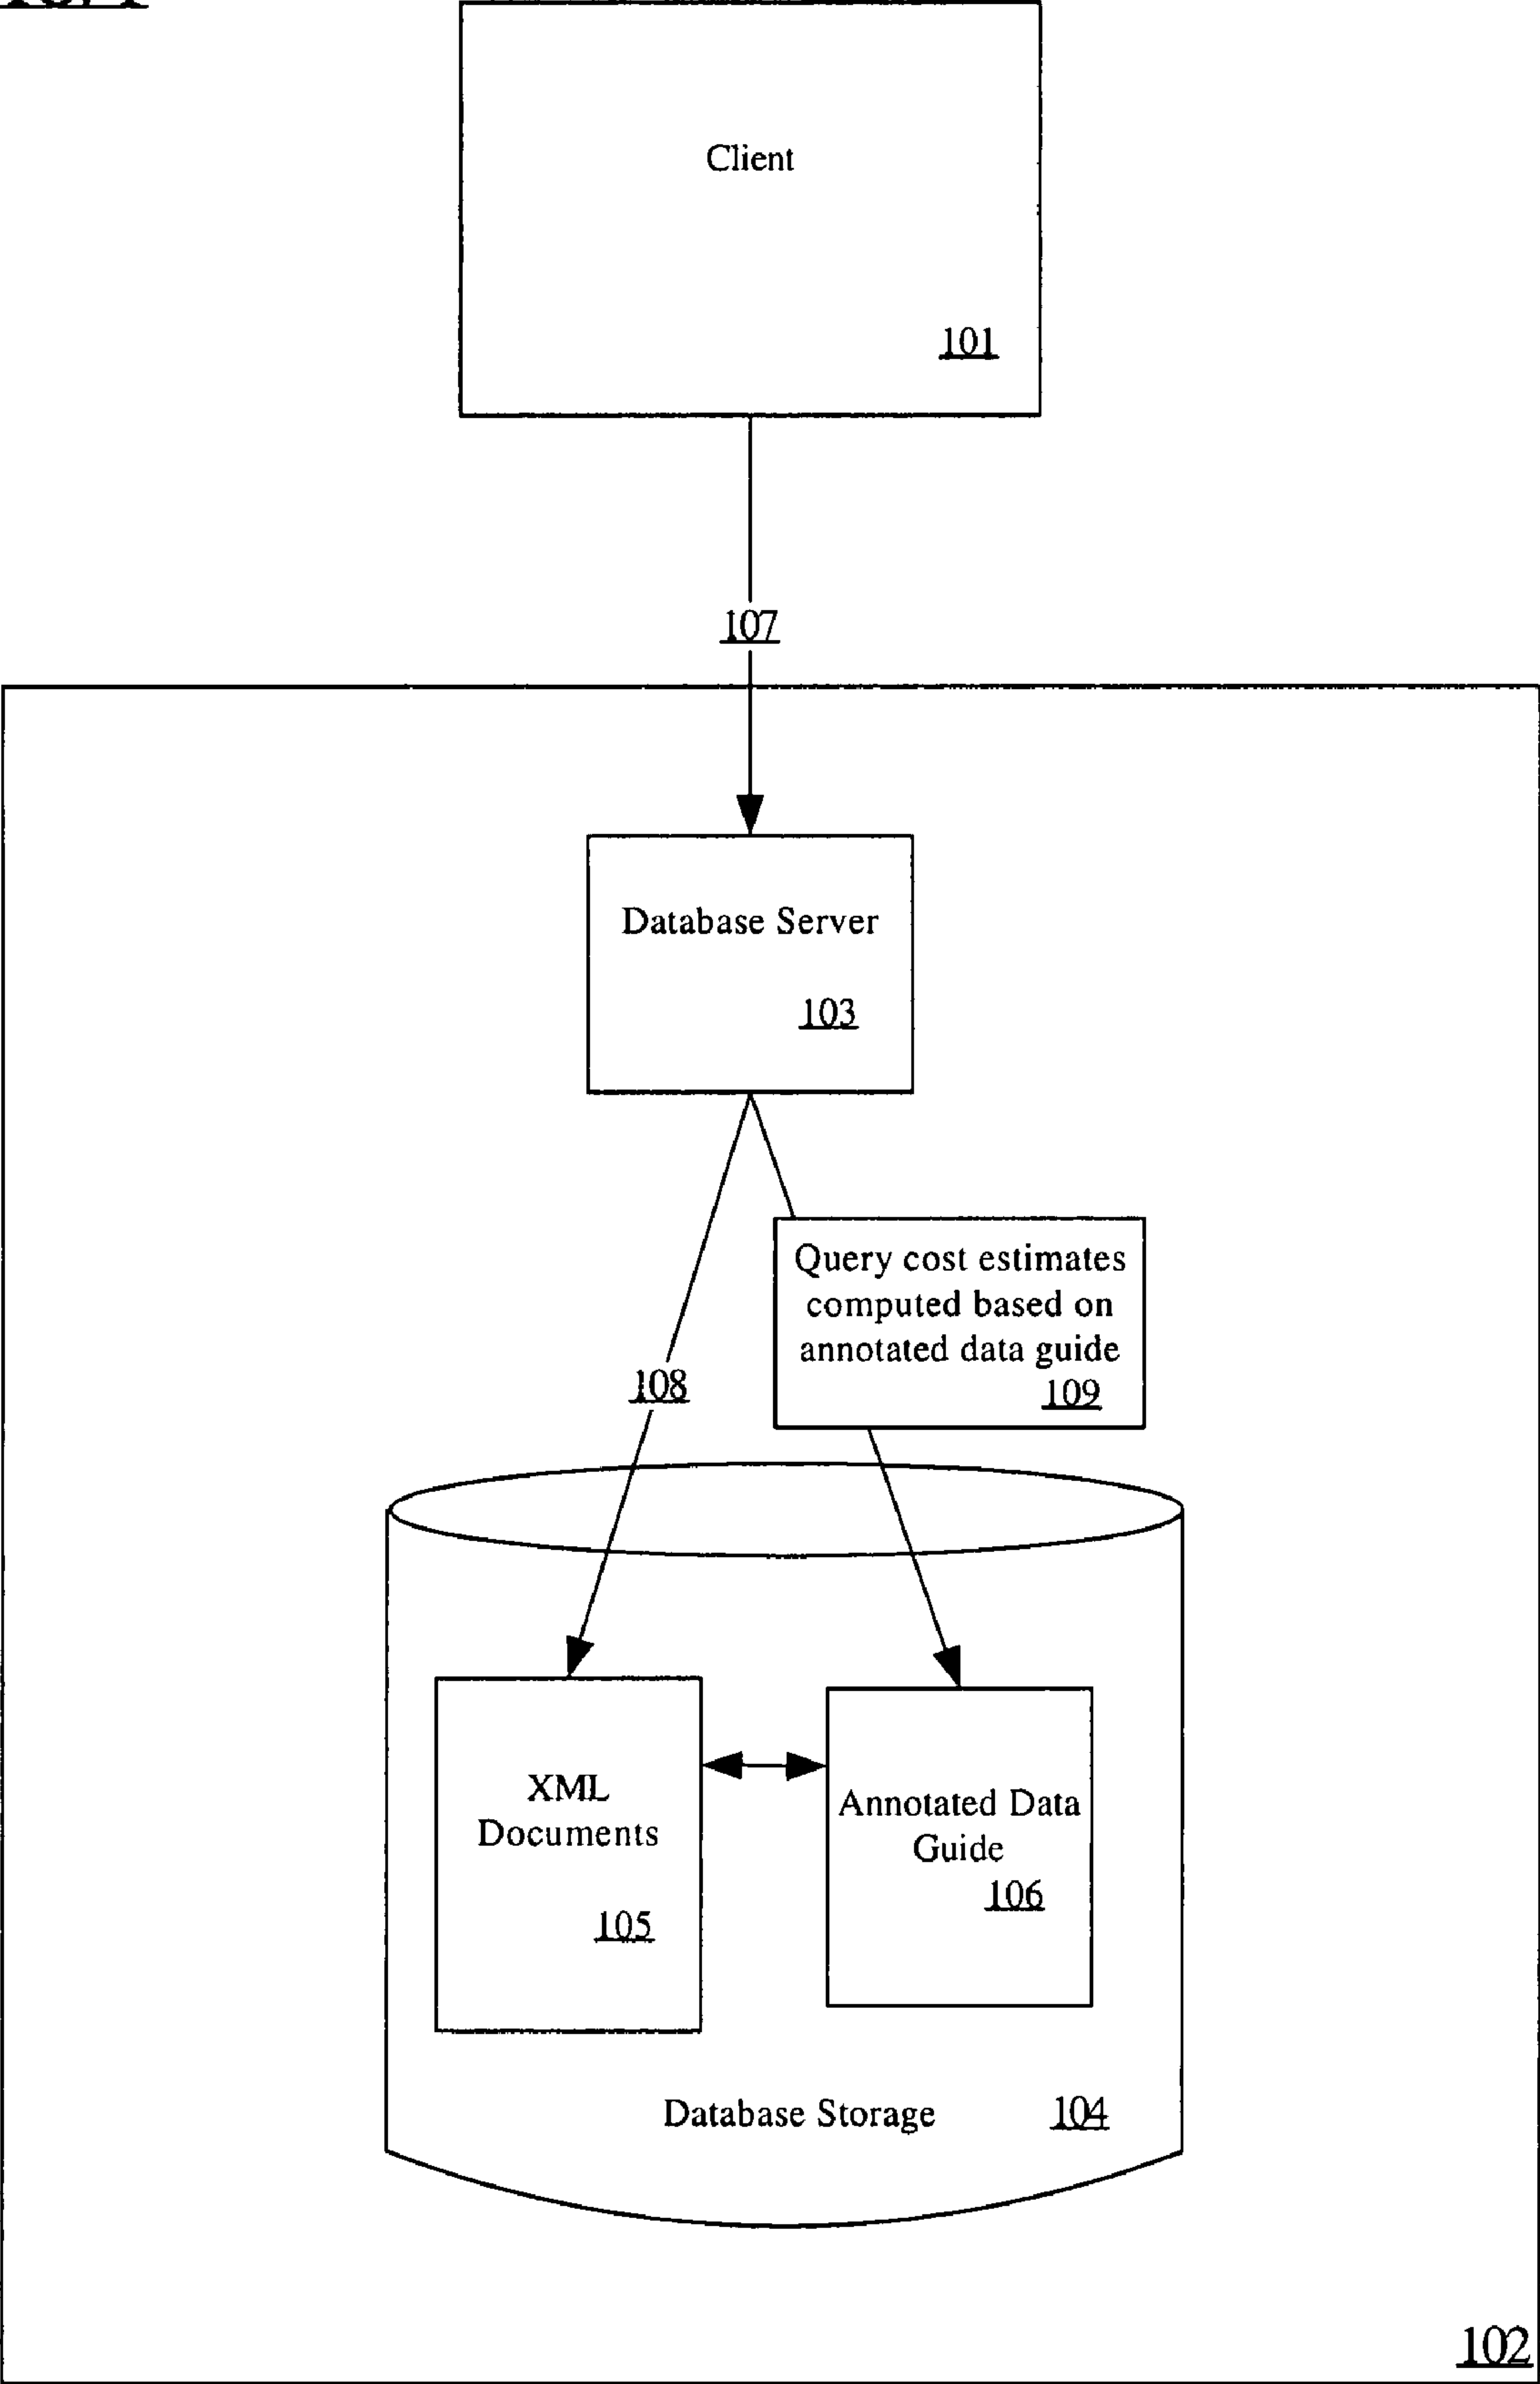 Client
101
107
Database Server
103
Query cost estimates
computed based on
annotated data guide
109
108
XML
Documents
105
Annotated Data
Guide
106
Database Storage 104
102